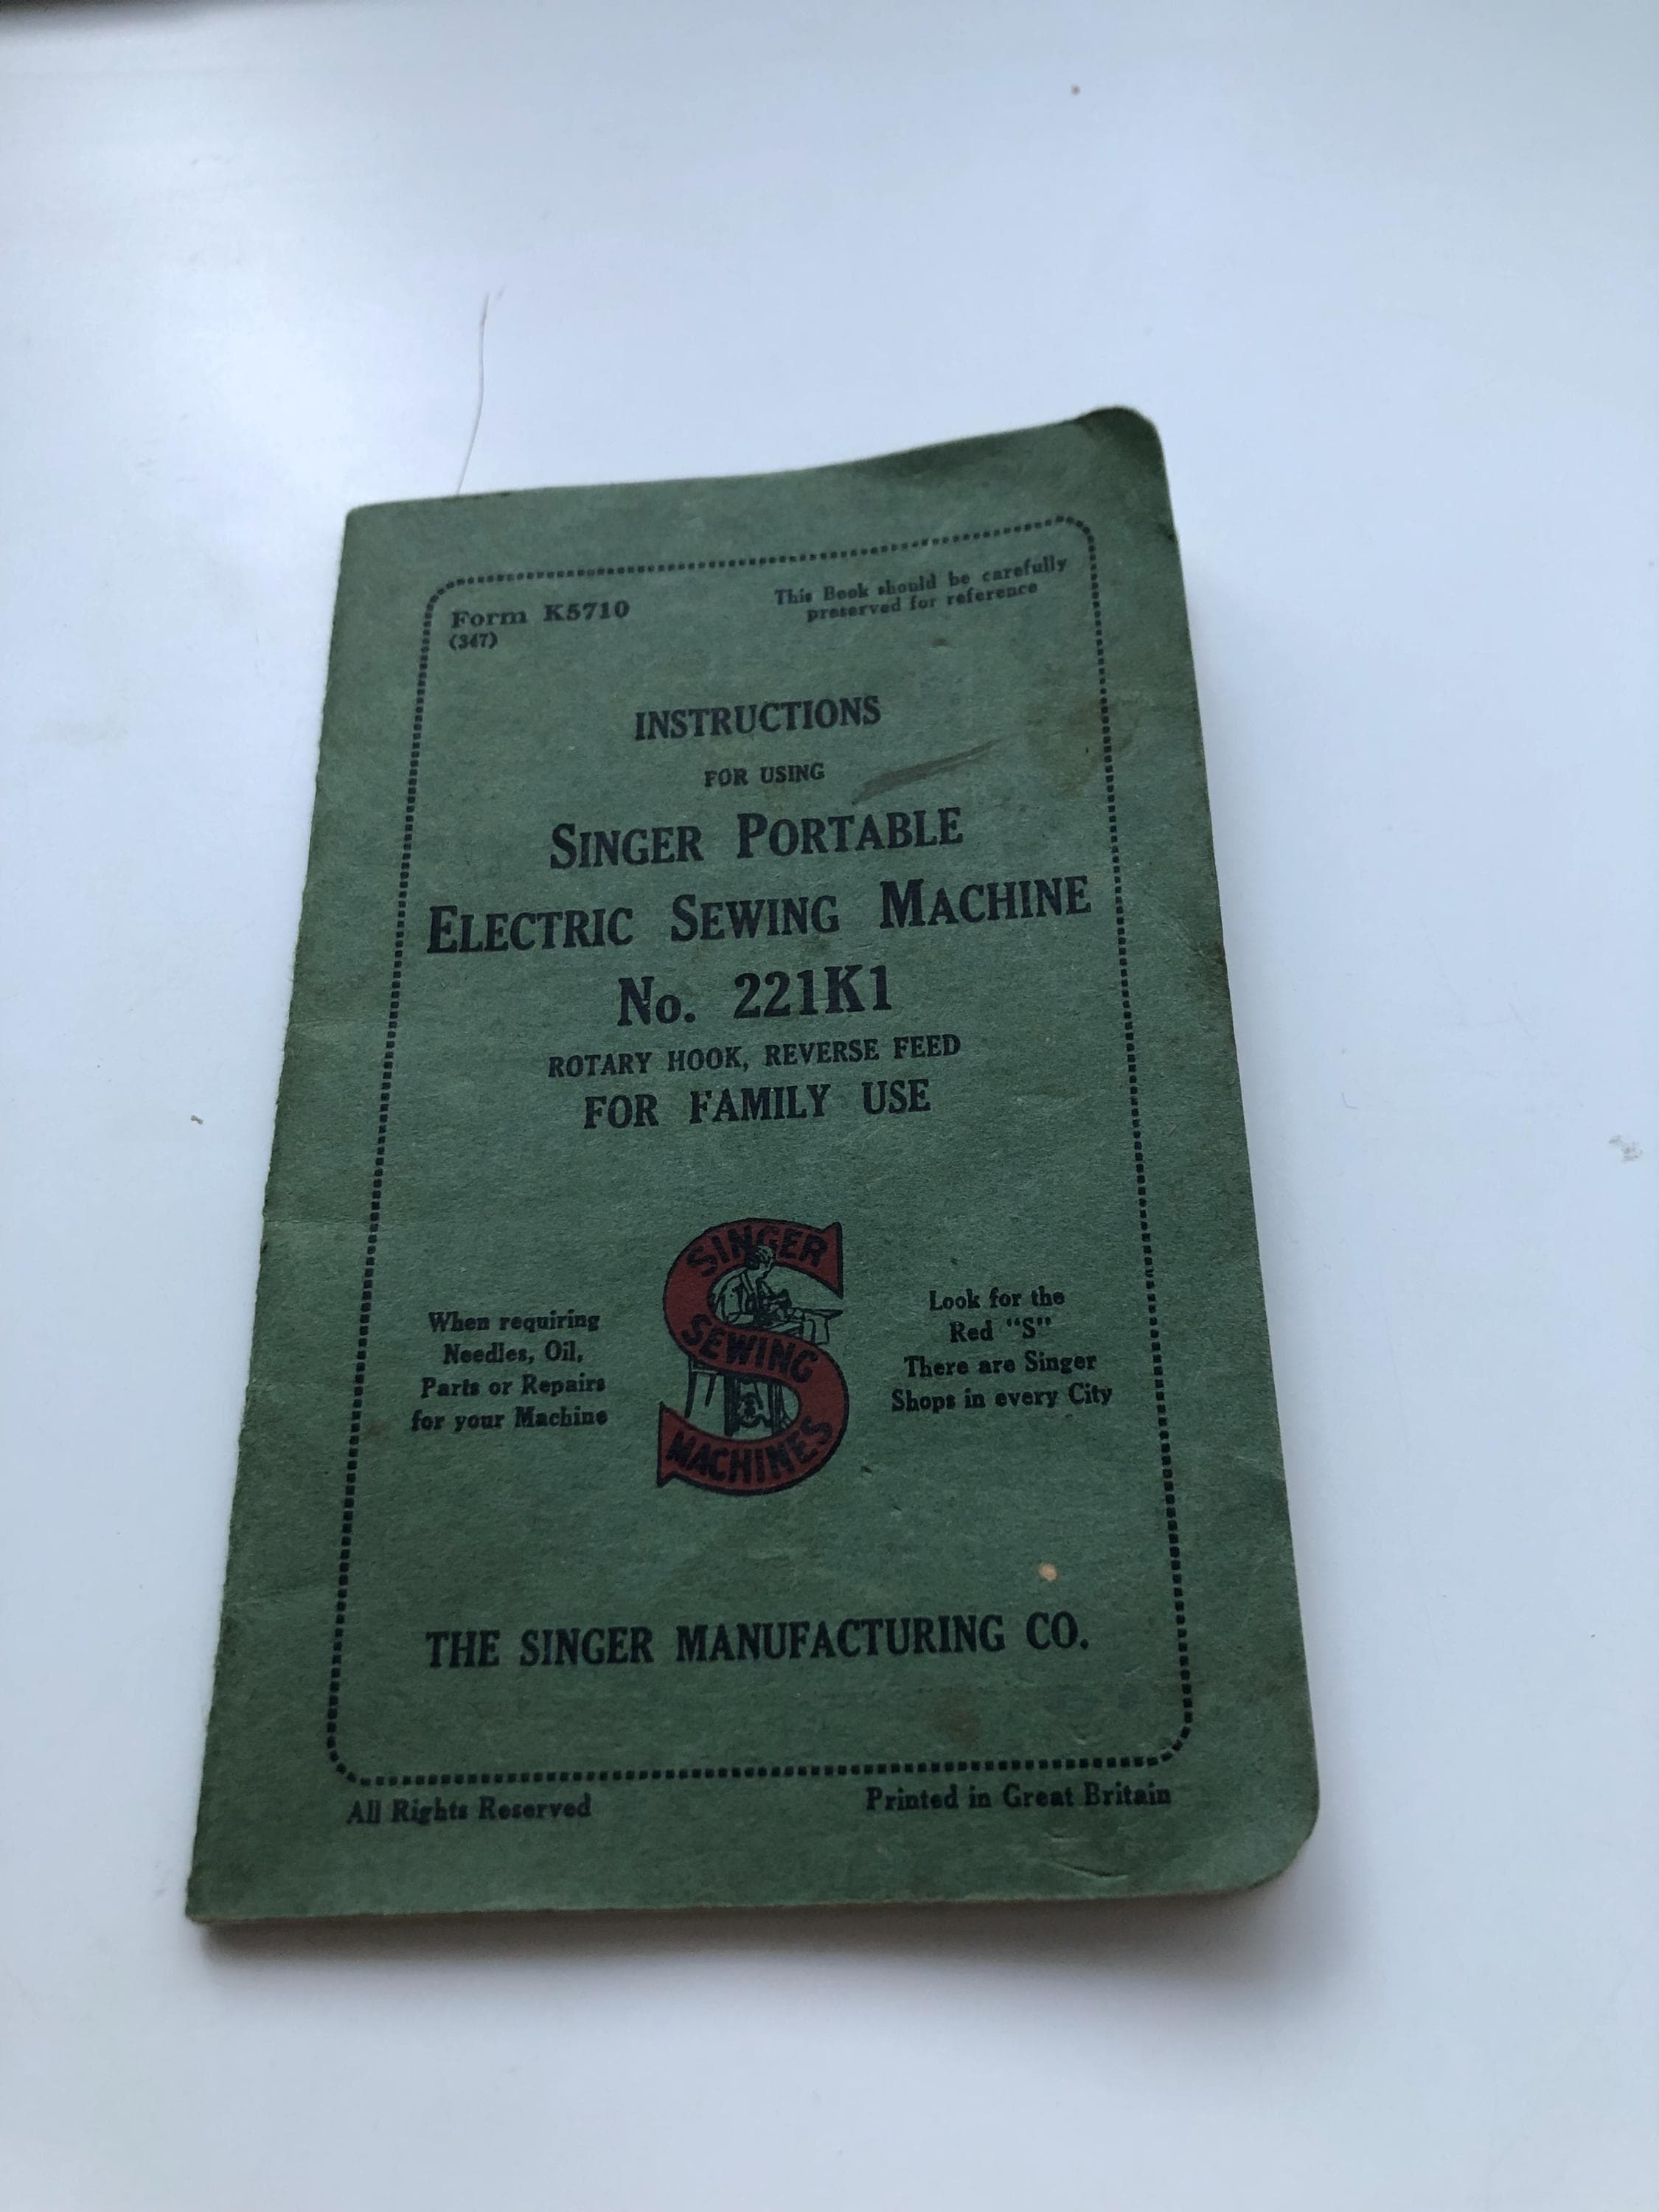 Form K5710
(347)
This Book should be carefully
preserved for reference
INSTRUCTIONS
FOR USING
SINGER PORTABLE
ELECTRIC SEWING MACHINE
No. 221K1
ROTARY HOOK, REVERSE FEED
FOR FAMILY USE
When requiring
Needles, Oil,
Parts or Repairs
for your Machine
SINGER
SEWING
MACHINES
Look for the
Red "S"
There are Singer
Shops in every City
THE SINGER MANUFACTURING CO.
All Rights Reserved
Printed in Great Britain